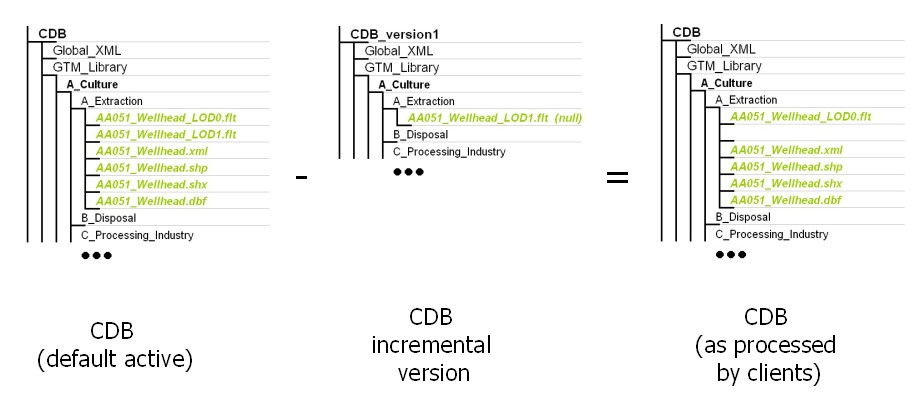 CDB
Global_XML
GTM_Library
A_Culture
A_Extraction
AA051_Wellhead_LOD0.flt
AA051_Wellhead_LOD1.flt
AA051_Wellhead.xml
AA051_Wellhead.shp
AA051_Wellhead.shx
AA051_Wellhead.dbf
B_Disposal
C_Processing_Industry
●●●
CDB
(default active)
-
CDB_version1
Global_XML
GTM_Library
A_Culture
A_Extraction
AA051_Wellhead_LOD1.flt (null)
B_Disposal
C_Processing_Industry
●●●
CDB
incremental
version
=
CDB
Global_XML
GTM_Library
A_Culture
A_Extraction
AA051_Wellhead_LOD0.flt
AA051_Wellhead.xml
AA051_Wellhead.shp
AA051_Wellhead.shx
AA051_Wellhead.dbf
B_Disposal
C_Processing_Industry
●●●
CDB
(as processed
by clients)